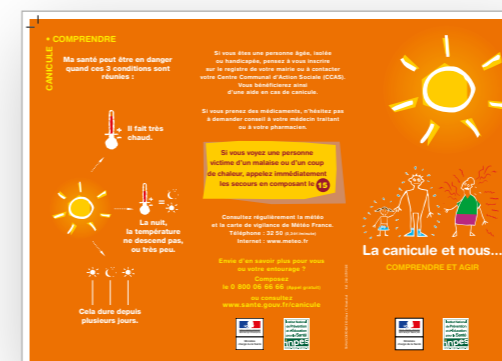 • COMPRENDRE
CANICULE
Ma santé peut être en danger
quand ces 3 conditions sont
réunies :
Il fait très
chaud.
La nuit,
la température
ne descend pas,
ou très peu.
Cela dure depuis
plusieurs jours.
Si vous êtes une personne âgée, isolée
ou handicapée, pensez à vous inscrire
sur le registre de votre mairie ou à contacter
votre Centre Communal d'Action Sociale (CCAS).
Vous bénéficierez ainsi
d'une aide en cas de canicule.
Si vous prenez des médicaments, n'hésitez pas
à demander conseil à votre médecin traitant
ou à votre pharmacien.
Si vous voyez une personne
victime d'un malaise ou d'un coup
de chaleur, appelez immédiatement
les secours en composant le 15
Consultez régulièrement la météo
et la carte de vigilance de Météo France.
Téléphone : 32 50
Internet : www.meteo.fr
Envie d'en savoir plus pour vous
ou votre entourage ?
Composez
le 0 800 06 66 66 (Appel gratuit)
ou consultez
www.sante.gouv.fr/canicule
inpes
La canicule et nous...
COMPRENDRE ET AGIR
inpes